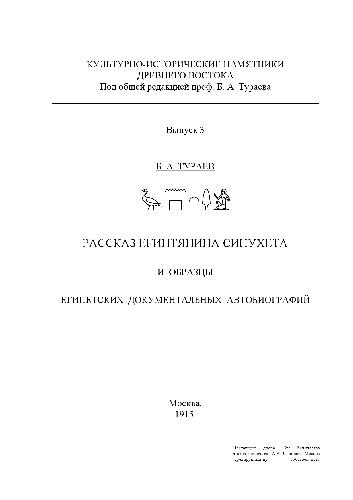 КУЛЬТУРНО-ИСТОРИЧЕСКИЕ ПАМЯТНИКИ
ДРЕВНЕГО ВОСТОКА
Под общей редакцией проф. Б. А. Тураева
Выпуск 3
Б. А. ТУРАЕВ
РАССКАЗ ЕГИПТЯНИНА СИНУХЕТА
И ОБРАЗЦЫ
ЕГИПЕТСКИХ ДОКУМЕНТАЛЬНЫХ АВТОБИОГРАФИЙ
Москва
1915